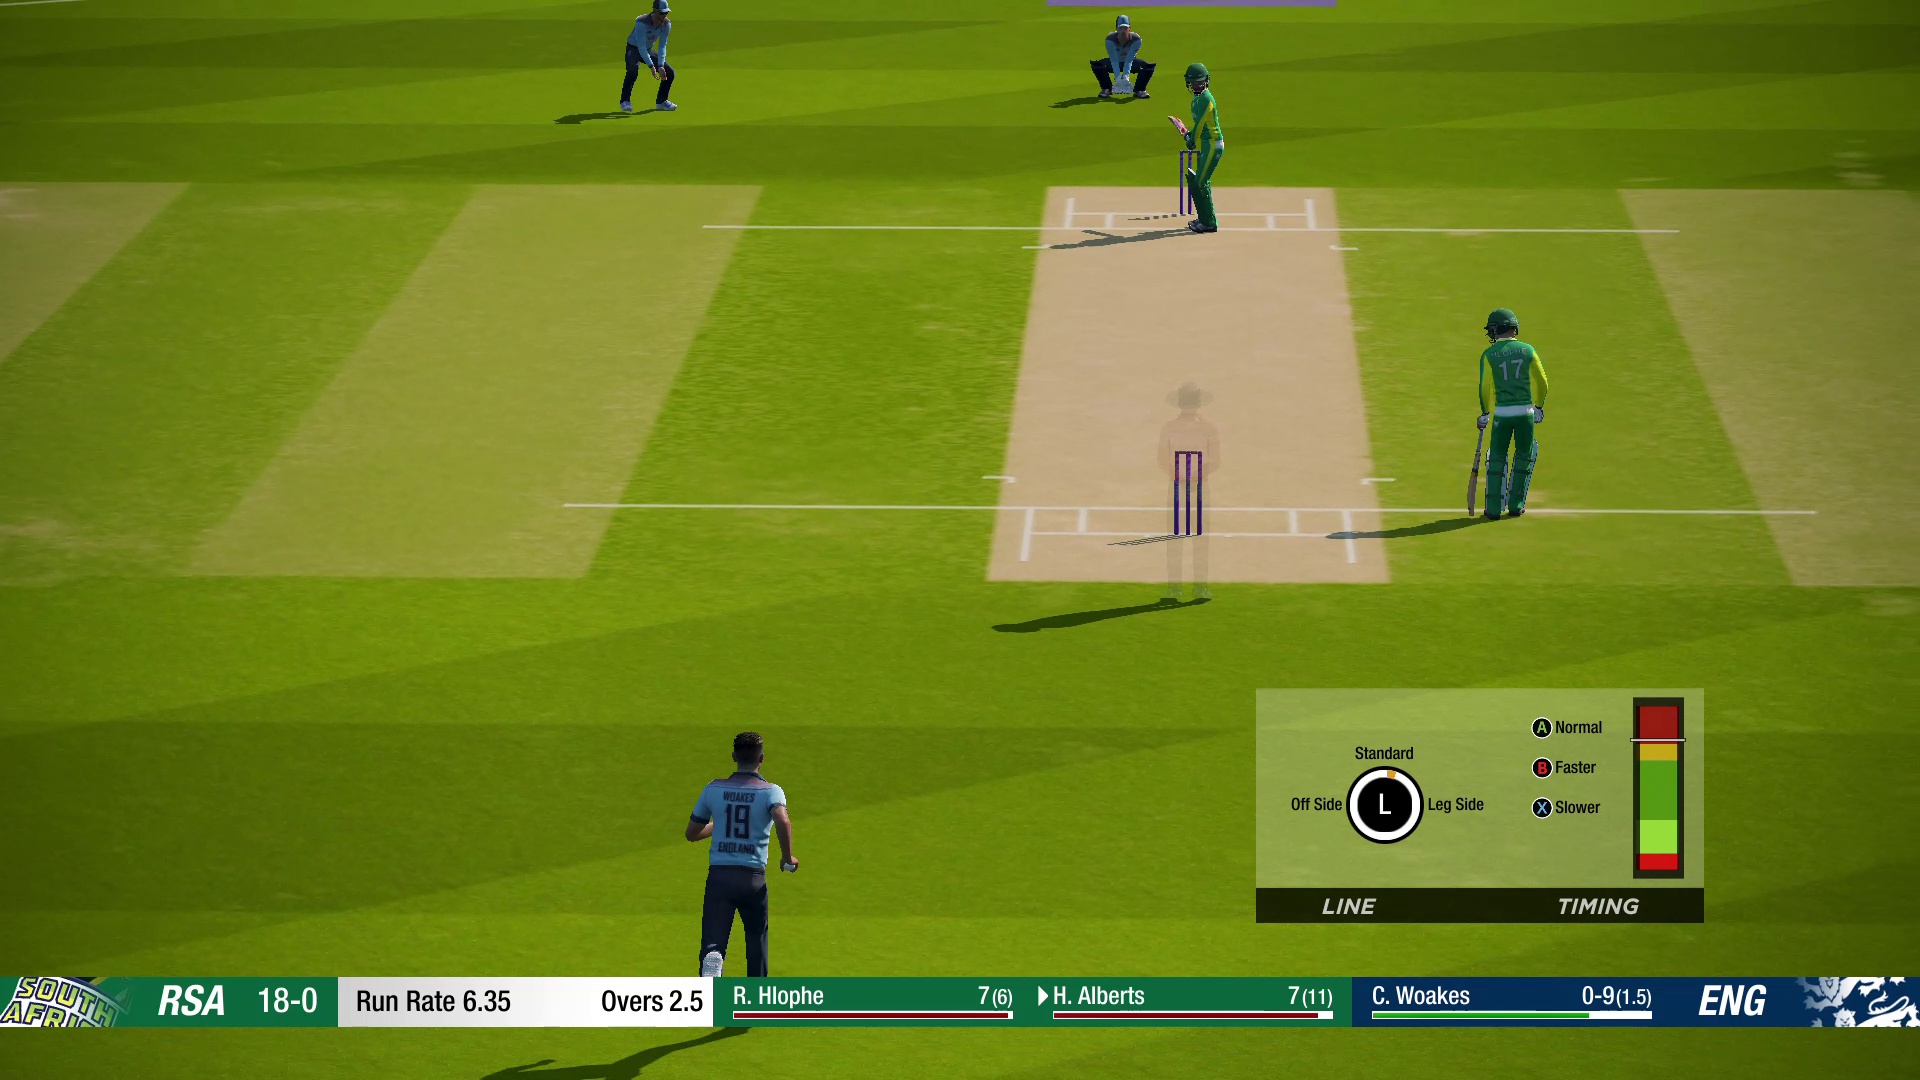 HLOPHE
17
A Normal
Standard
B Faster
Off Side L Leg Side
X Slower
WOAKES
19
ENGLAND
LINE TIMING
SOUTH AFRICA RSA 18-0 Run Rate 6.35 Overs 2.5 R. Hlophe 7 (6) H. Alberts 7 (11) C. Woakes 0-9 (1.5) ENG